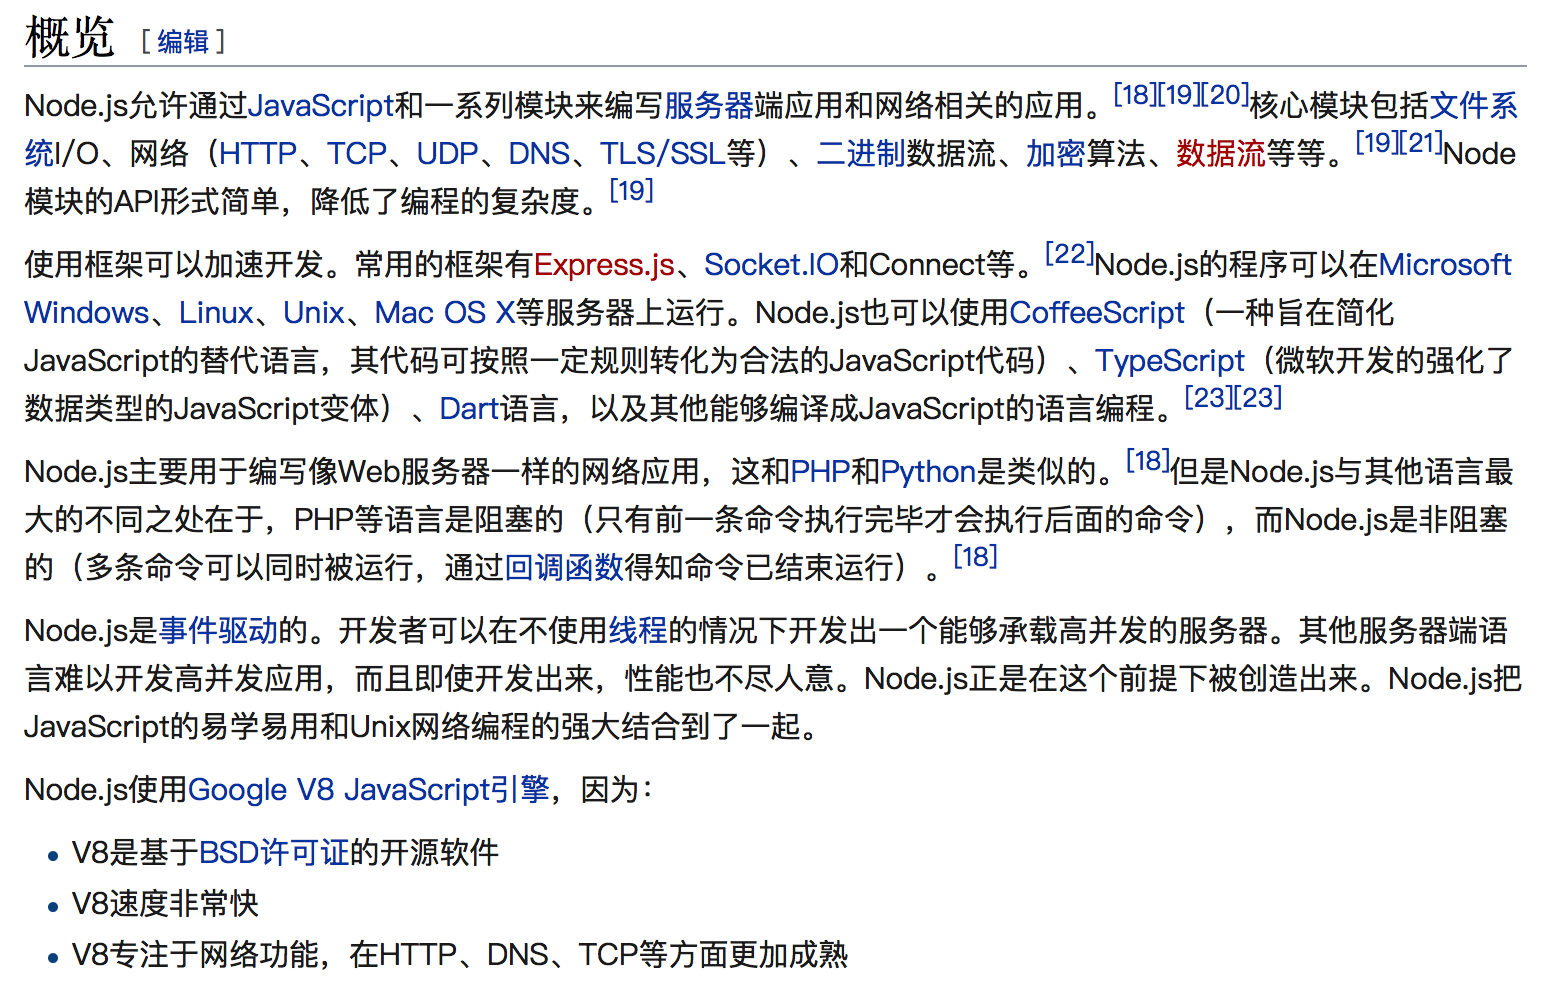 概览 [编辑]
Node.js允许通过JavaScript和一系列模块来编写服务器端应用和网络相关的应用。[18][19][20]核心模块包括文件系
统I/O、网络（HTTP、TCP、UDP、DNS、TLS/SSL等）、二进制数据流、加密算法、数据流等等。[19][21]Node
模块的API形式简单，降低了编程的复杂度。[19]
使用框架可以加速开发。常用的框架有Express.js、Socket.IO和Connect等。[22]Node.js的程序可以在Microsoft
Windows、Linux、Unix、Mac OS X等服务器上运行。Node.js也可以使用CoffeeScript（一种旨在简化
JavaScript的替代语言，其代码可按照一定规则转化为合法的JavaScript代码）、TypeScript（微软开发的强化了
数据类型的JavaScript变体）、Dart语言，以及其他能够编译成JavaScript的语言编程。[23][23]
Node.js主要用于编写像Web服务器一样的网络应用，这和PHP和Python是类似的。[18]但是Node.js与其他语言最
大的不同之处在于，PHP等语言是阻塞的（只有前一条命令执行完毕才会执行后面的命令），而Node.js是非阻塞
的（多条命令可以同时被运行，通过回调函数得知命令已结束运行）。[18]
Node.js是事件驱动的。开发者可以在不使用线程的情况下开发出一个能够承载高并发的服务器。其他服务器端语
言难以开发高并发应用，而且即使开发出来，性能也不尽人意。Node.js正是在这个前提下被创造出来。Node.js把
JavaScript的易学易用和Unix网络编程的强大结合到了一起。
Node.js使用Google V8 JavaScript引擎，因为：
• V8是基于BSD许可证的开源软件
• V8速度非常快
• V8专注于网络功能，在HTTP、DNS、TCP等方面更加成熟